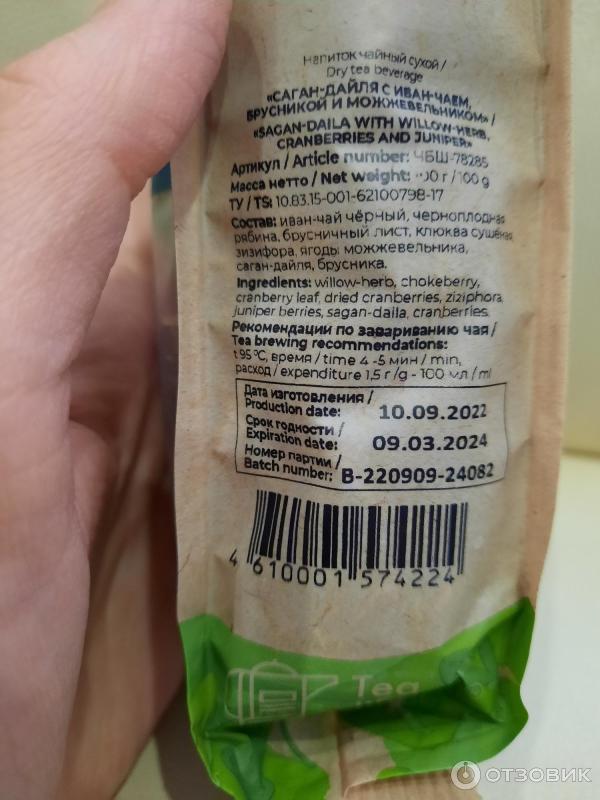 Напиток чайный сухой /
Dry tea beverage
«САГАН-ДАЙЛЯ С ИВАН-ЧАЕМ,
БРУСНИКОЙ И МОЖЖЕВЕЛЬНИКОМ» /
«SAGAN-DAILA WITH WILLOW-HERB,
CRANBERRIES AND JUNIPER»
Артикул / Article number: ЧБШ-78285
Масса нетто / Net weight: 100 г / 100 g
ТУ / TS: 10.83.15-001-62100798-17
Состав: иван-чай чёрный, черноплодная
рябина, брусничный лист, клюква сушёная,
зизифора, ягоды можжевельника,
саган-дайля, брусника.
Ingredients: willow-herb, chokeberry,
cranberry leaf, dried cranberries, ziziphora,
juniper berries, sagan-daila, cranberries.
Рекомендации по завариванию чая /
Tea brewing recommendations:
t 95 °C, время / time 4 -5 мин / min,
расход / expenditure 1,5 г /g - 100 мл / ml
Дата изготовления /
Production date: 10.09.2022
Срок годности /
Expiration date: 09.03.2024
Номер партии /
Batch number: B-220909-24082
4 610001 574224
Tea
ОТЗОВИК